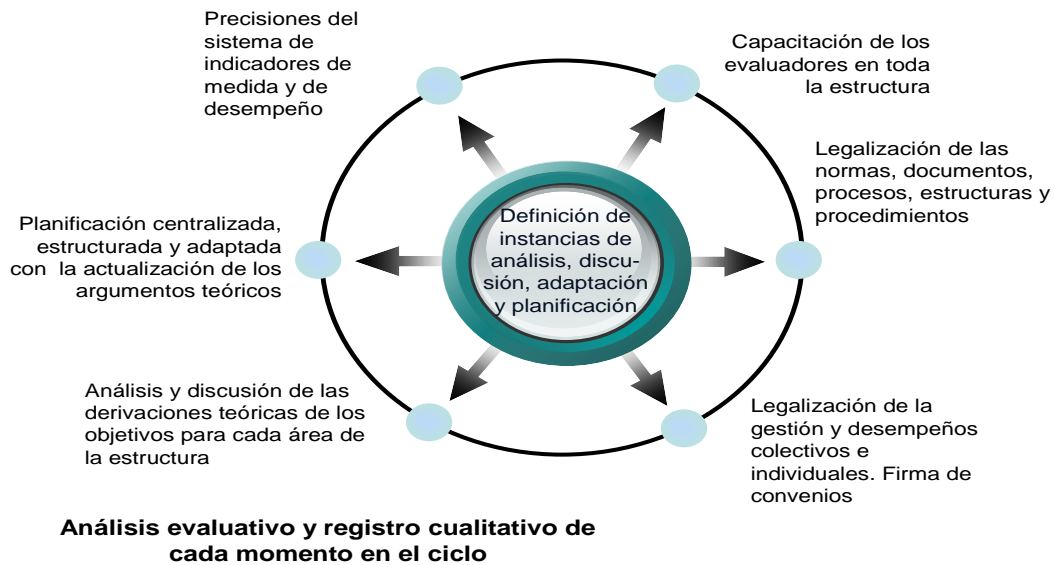 Precisiones del
sistema de
indicadores de
medida y de
desempeño
Capacitación de los
evaluadores en toda
la estructura
Legalización de las
normas, documentos,
procesos, estructuras y
procedimientos
Planificación centralizada,
estructurada y adaptada
con la actualización de los
argumentos teóricos
Definición de
instancias de
análisis, discu-
sión, adaptación
y planificación
Análisis y discusión de las
derivaciones teóricas de los
objetivos para cada área de
la estructura
Legalización de la
gestión y desempeños
colectivos e
individuales. Firma de
convenios
Análisis evaluativo y registro cualitativo de
cada momento en el ciclo